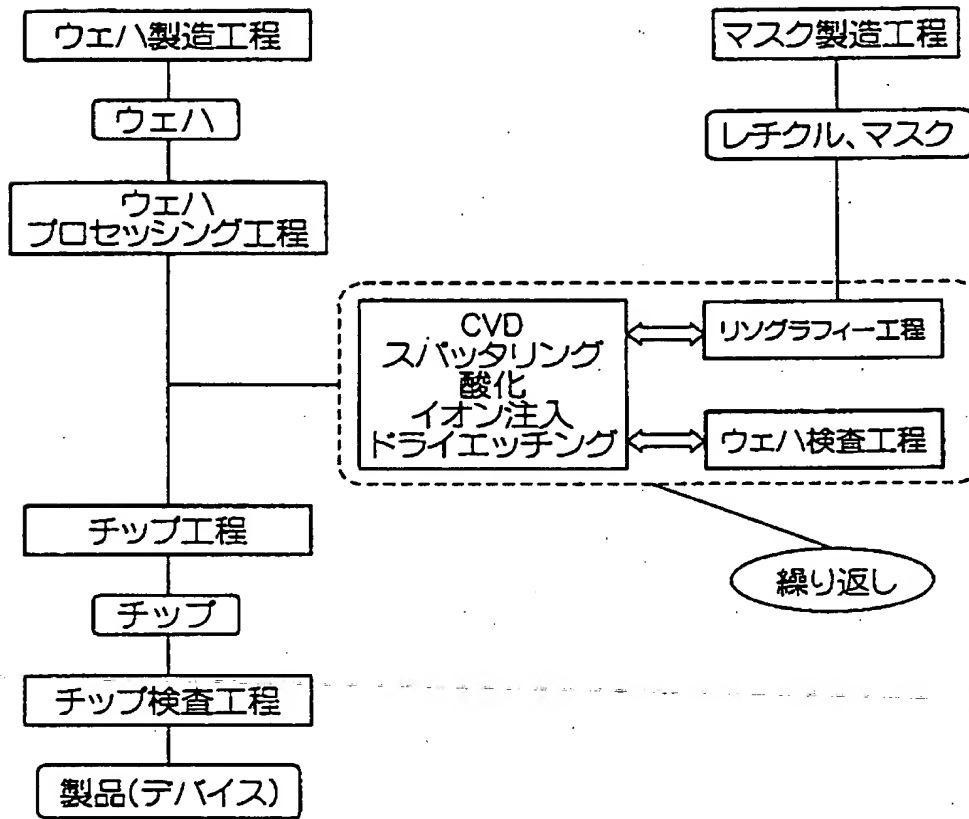 ウェハ製造工程
マスク製造工程
ウェハ
レチクル、マスク
ウェハ
プロセッシング工程
CVD
スパッタリング
酸化
イオン注入
ドライエッチング
リソグラフィー工程
ウェハ検査工程
チップ工程
繰り返し
チップ
チップ検査工程
製品(デバイス)